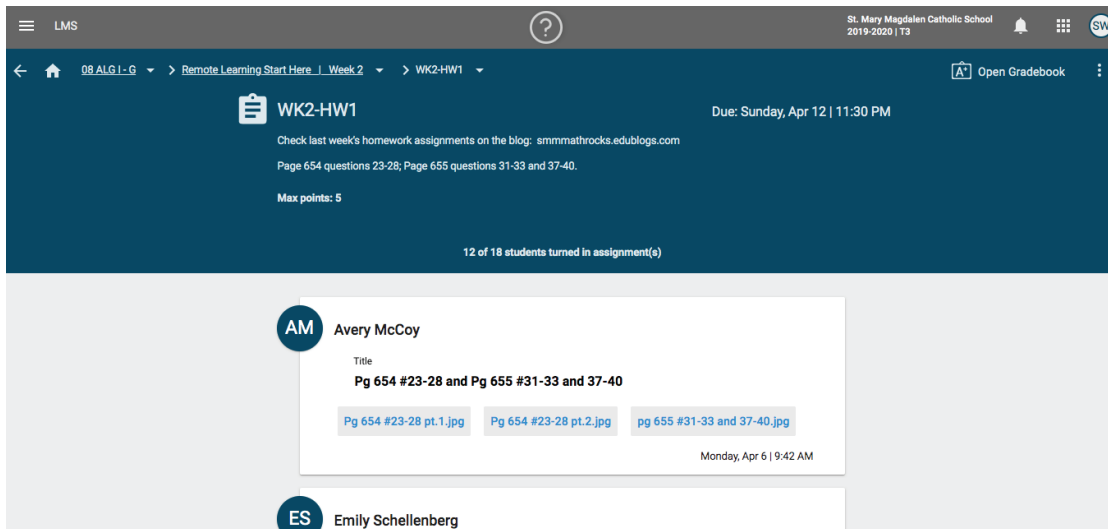 LMS
St. Mary Magdalen Catholic School
2019-2020 | T3
SW
08 ALG I - G > Remote Learning Start Here | Week 2 > WK2-HW1
A+ Open Gradebook
WK2-HW1
Due: Sunday, Apr 12 | 11:30 PM
Check last week's homework assignments on the blog: smmmathrocks.edublogs.com
Page 654 questions 23-28; Page 655 questions 31-33 and 37-40.
Max points: 5
12 of 18 students turned in assignment(s)
AM
Avery McCoy
Title
Pg 654 #23-28 and Pg 655 #31-33 and 37-40
Pg 654 #23-28 pt.1.jpg Pg 654 #23-28 pt.2.jpg pg 655 #31-33 and 37-40.jpg
Monday, Apr 6 | 9:42 AM
ES
Emily Schellenberg